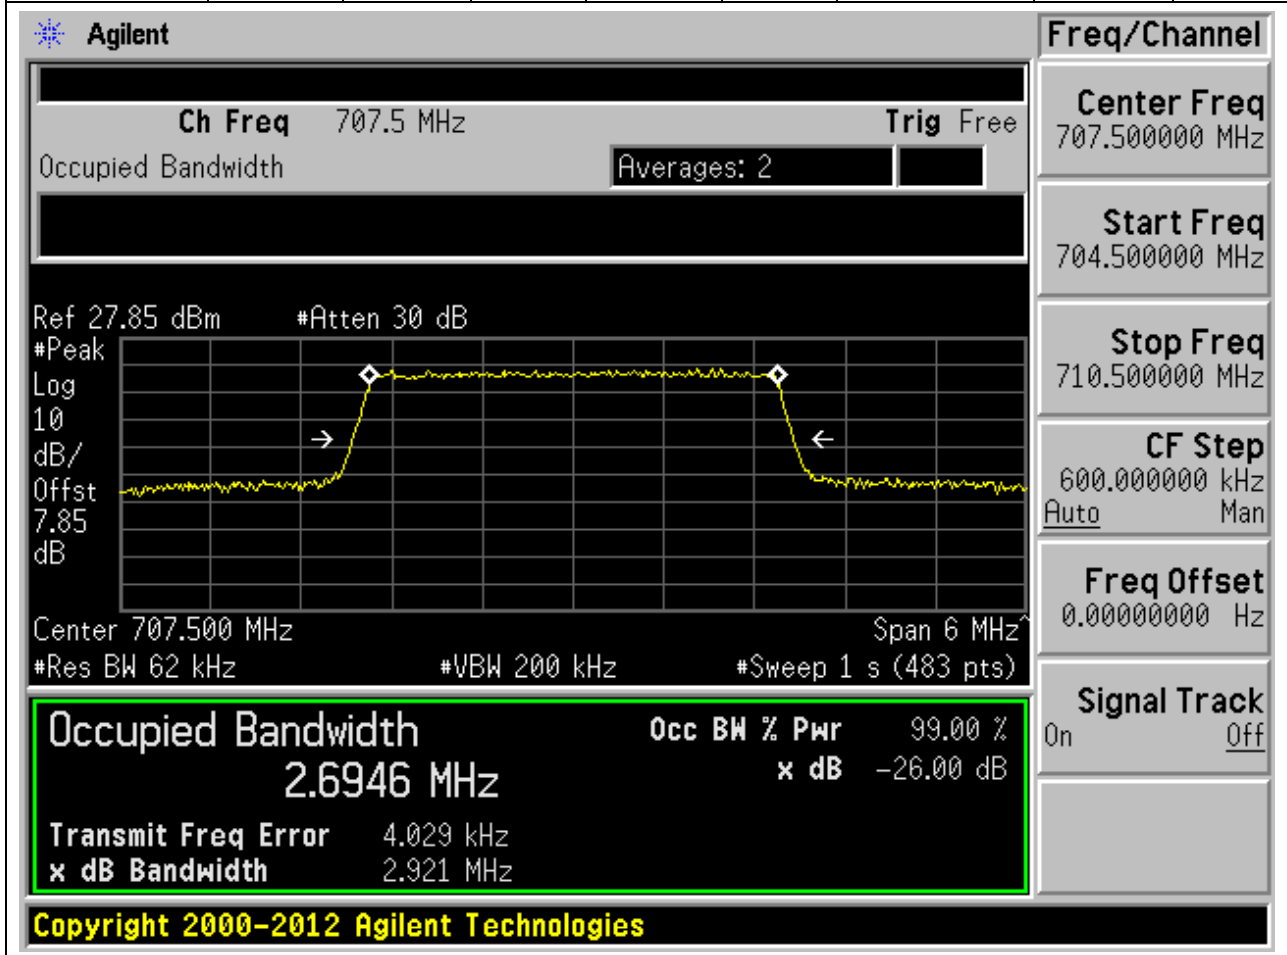 Agilent
Freq/Channel
Ch Freq 707.5 MHz Trig Free
Occupied Bandwidth Averages: 2
Center Freq
707.500000 MHz
Start Freq
704.500000 MHz
Stop Freq
710.500000 MHz
CF Step
600.000000 kHz
Auto Man
Freq Offset
0.00000000 Hz
Signal Track
On Off
Ref 27.85 dBm #Atten 30 dB
#Peak
Log
10
dB/
Offst
7.85
dB
Center 707.500 MHz Span 6 MHz^
#Res BW 62 kHz #VBW 200 kHz #Sweep 1 s (483 pts)
Occupied Bandwidth Occ BW % Pwr 99.00 %
2.6946 MHz x dB -26.00 dB
Transmit Freq Error 4.029 kHz
x dB Bandwidth 2.921 MHz
Copyright 2000-2012 Agilent Technologies